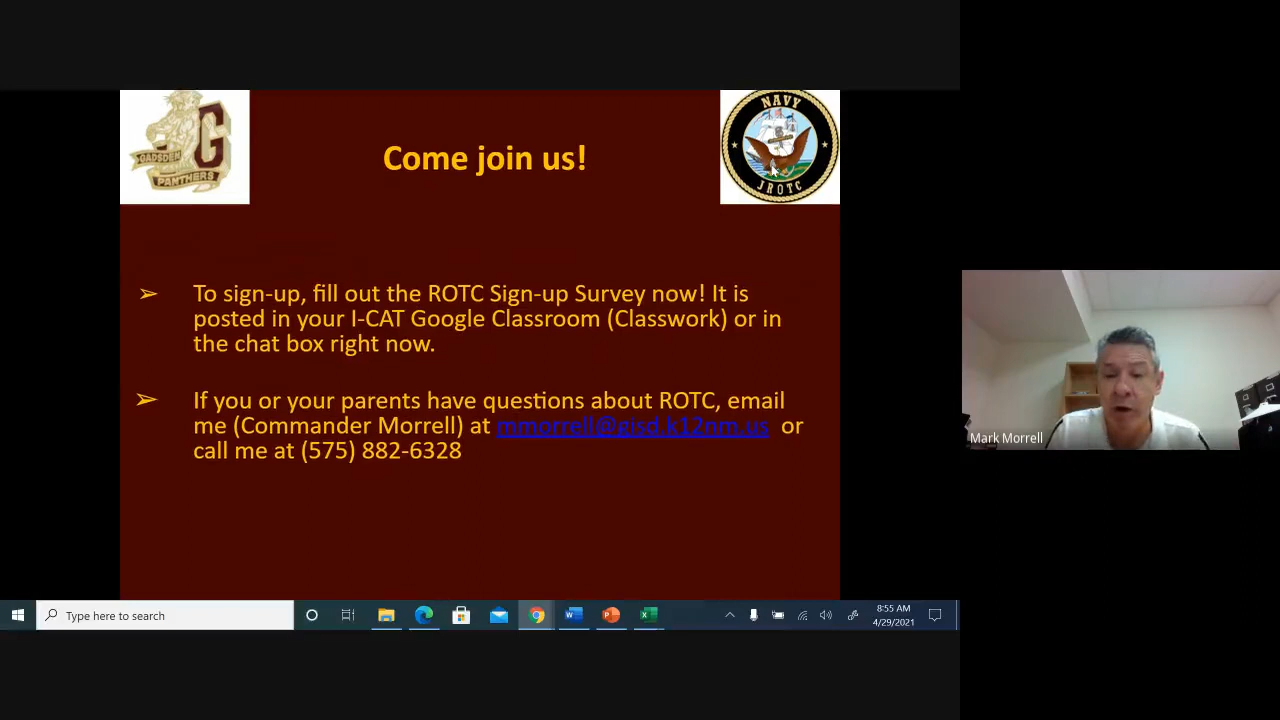 GADSDEN
G
PANTHERS
Come join us!
NAVY
JROTC
➢ To sign-up, fill out the ROTC Sign-up Survey now! It is
posted in your I-CAT Google Classroom (Classwork) or in
the chat box right now.
➢ If you or your parents have questions about ROTC, email
me (Commander Morrell) at mmorrell@gisd.k12nm.us or
call me at (575) 882-6328
Mark Morrell
Type here to search
8:55 AM
4/29/2021